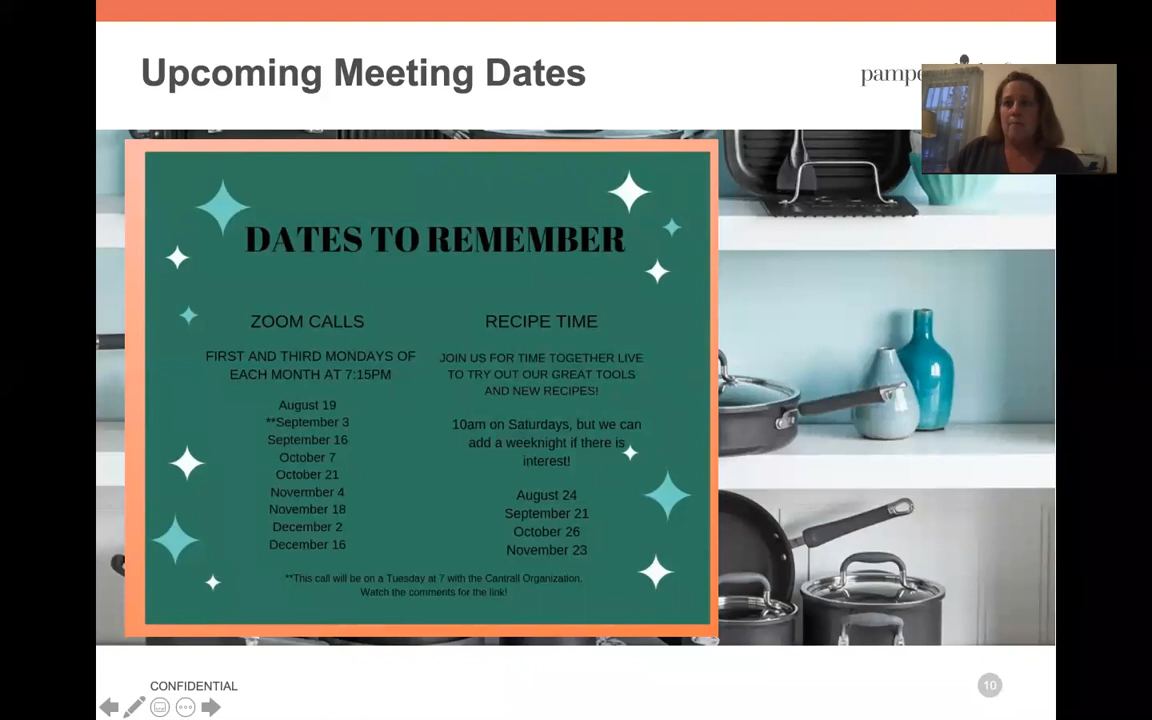 Upcoming Meeting Dates
DATES TO REMEMBER
ZOOM CALLS
FIRST AND THIRD MONDAYS OF
EACH MONTH AT 7:15PM
August 19
**September 3
September 16
October 7
October 21
Novermber 4
November 18
December 2
December 16
RECIPE TIME
JOIN US FOR TIME TOGETHER LIVE
TO TRY OUT OUR GREAT TOOLS
AND NEW RECIPES!
10am on Saturdays, but we can
add a weeknight if there is
interest!
August 24
September 21
October 26
November 23
**This call will be on a Tuesday at 7 with the Cantrall Organization.
Watch the comments for the link!
CONFIDENTIAL
10